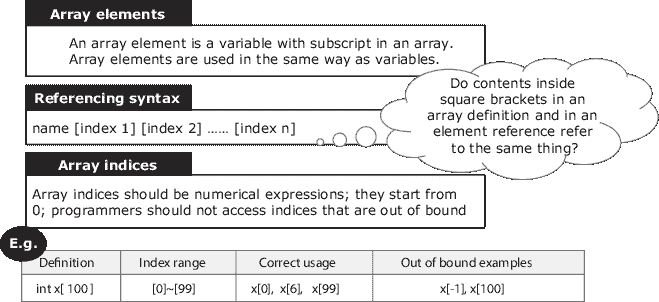 Array elements
An array element is a variable with subscript in an array.
Array elements are used in the same way as variables.
Referencing syntax
name [index 1] [index 2] …… [index n]
Do contents inside
square brackets in an
array definition and in an
element reference refer
to the same thing?
Array indices
Array indices should be numerical expressions; they start from
0; programmers should not access indices that are out of bound
E.g.
Definition Index range Correct usage Out of bound examples
int x[ 100 ] [0]~[99] x[0], x[6], x[99] x[-1], x[100]